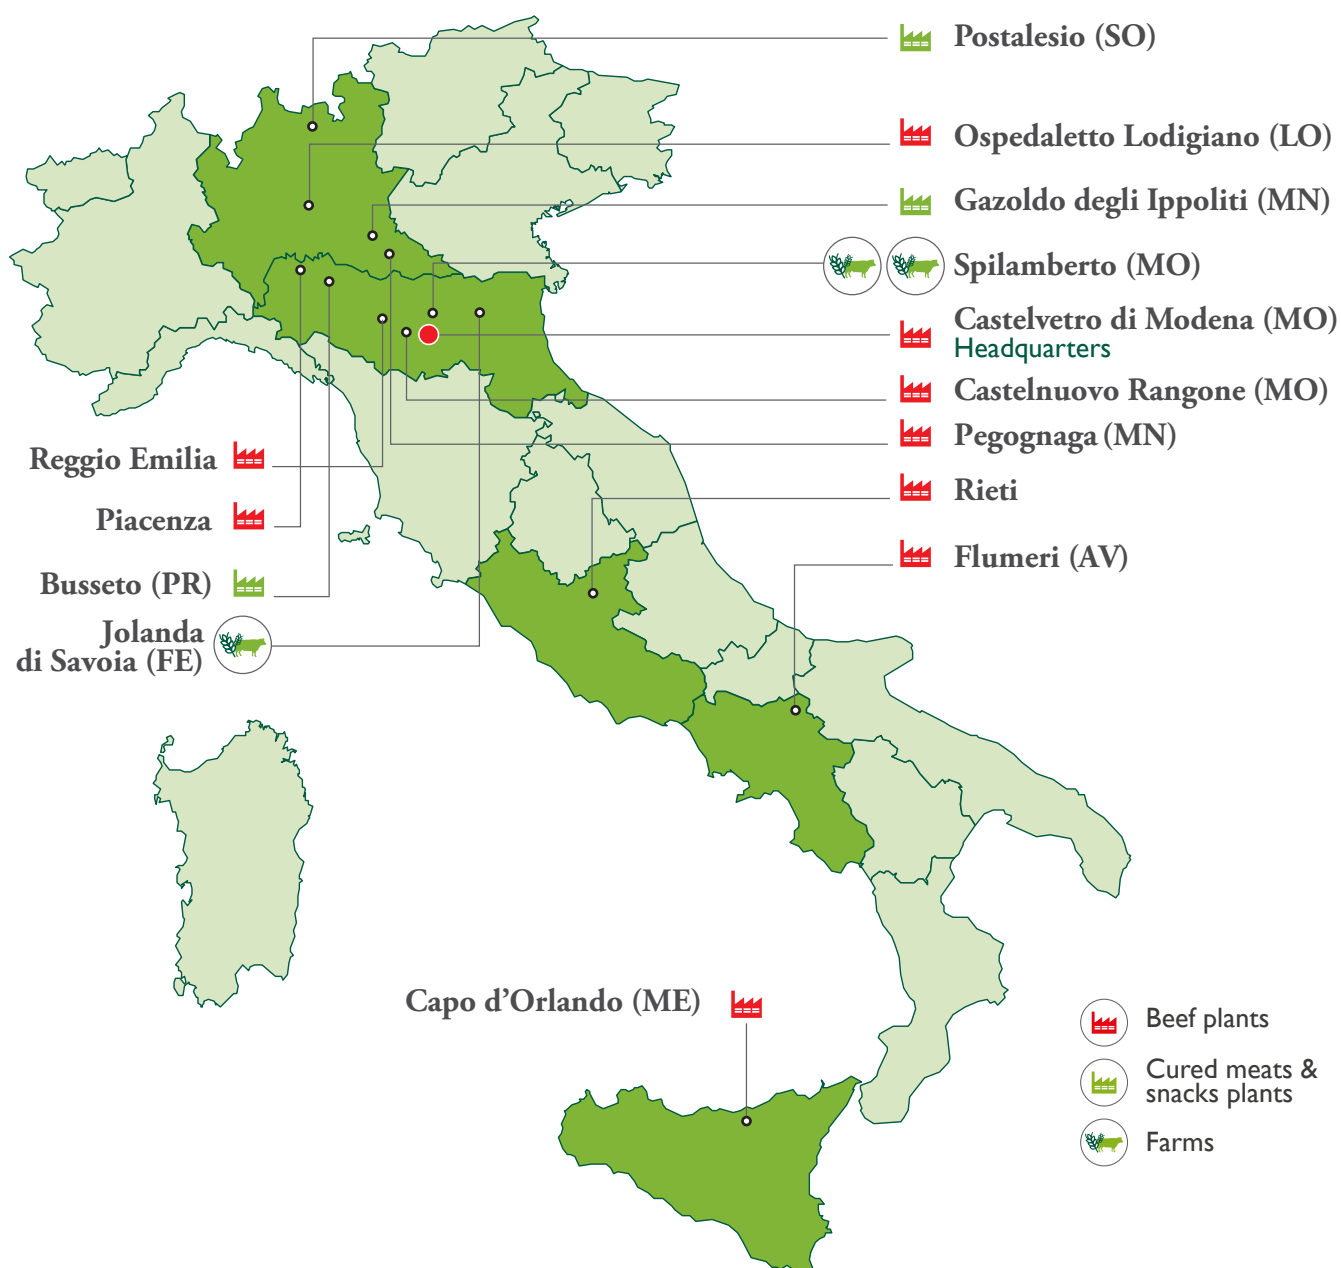 Postalesio (SO)
Ospedaletto Lodigiano (LO)
Gazoldo degli Ippoliti (MN)
Spilamberto (MO)
Castelvetro di Modena (MO)
Headquarters
Castelnuovo Rangone (MO)
Pegognaga (MN)
Rieti
Flumeri (AV)
Reggio Emilia
Piacenza
Busseto (PR)
Jolanda
di Savoia (FE)
Capo d’Orlando (ME)
Beef plants
Cured meats &
snacks plants
Farms